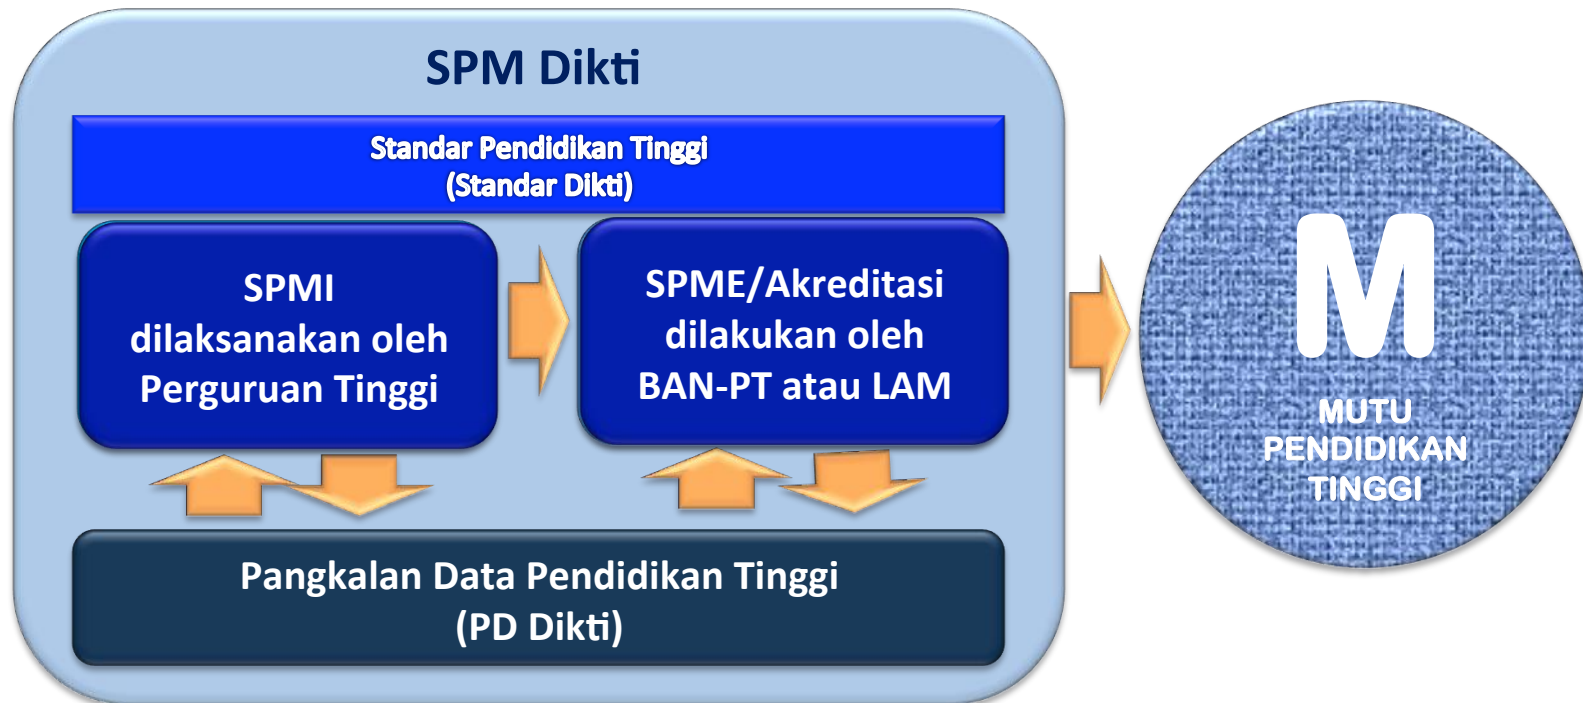 SPM Dikti
Standar Pendidikan Tinggi
(Standar Dikti)
SPMI
dilaksanakan oleh
Perguruan Tinggi
SPME/Akreditasi
dilakukan oleh
BAN-PT atau LAM
Pangkalan Data Pendidikan Tinggi
(PD Dikti)
M
MUTU
PENDIDIKAN
TINGGI